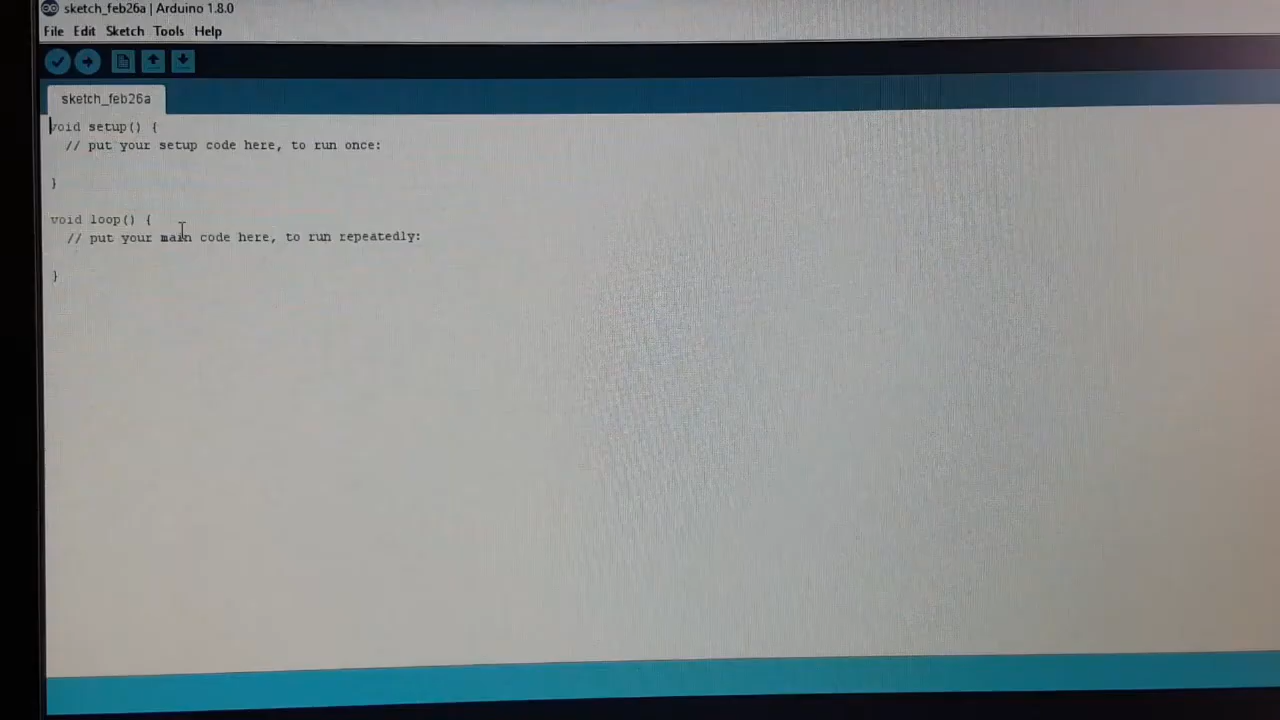 sketch_feb26a | Arduino 1.8.0
File Edit Sketch Tools Help
sketch_feb26a
void setup() {
  // put your setup code here, to run once:
}
void loop() {
  // put your main code here, to run repeatedly:
}